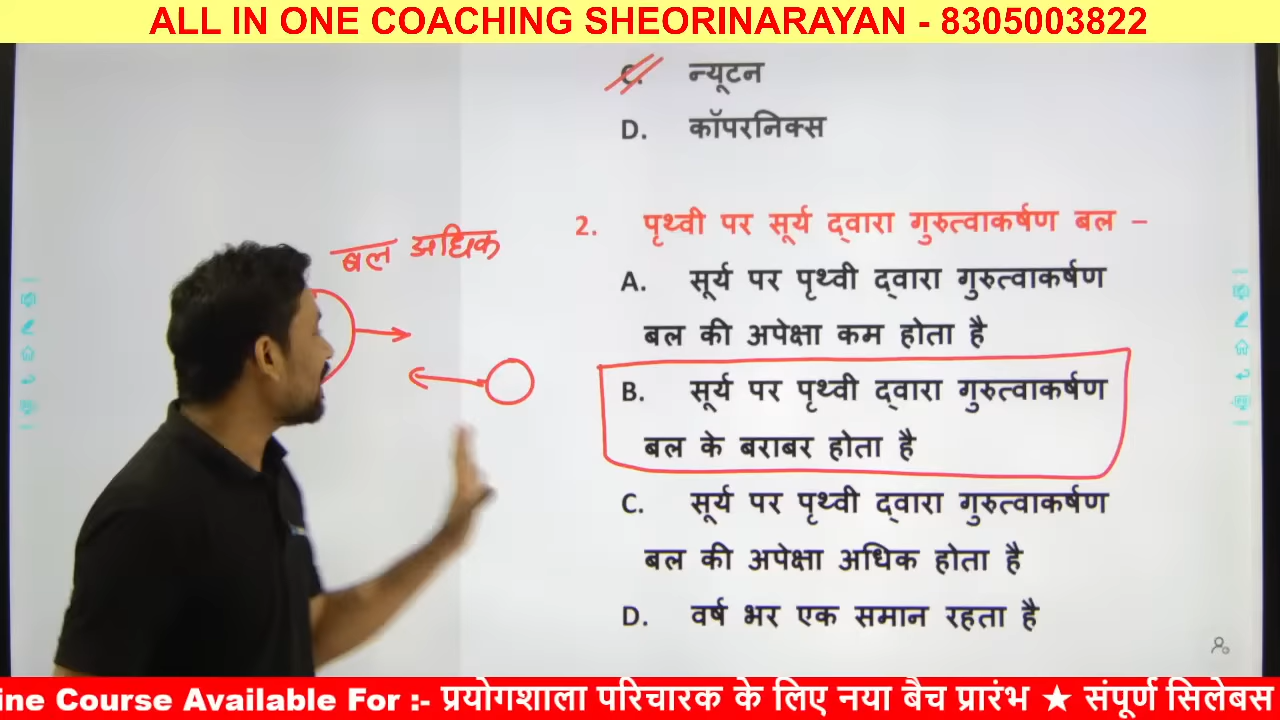 ALL IN ONE COACHING SHEORINARAYAN - 8305003822
C. न्यूटन
D. कॉपरनिक्स
2. पृथ्वी पर सूर्य द्वारा गुरुत्वाकर्षण बल –
बल अधिक
A. सूर्य पर पृथ्वी द्वारा गुरुत्वाकर्षण
बल की अपेक्षा कम होता है
B. सूर्य पर पृथ्वी द्वारा गुरुत्वाकर्षण
बल के बराबर होता है
C. सूर्य पर पृथ्वी द्वारा गुरुत्वाकर्षण
बल की अपेक्षा अधिक होता है
D. वर्ष भर एक समान रहता है
ine Course Available For :- प्रयोगशाला परिचारक के लिए नया बैच प्रारंभ ★ संपूर्ण सिलेबस